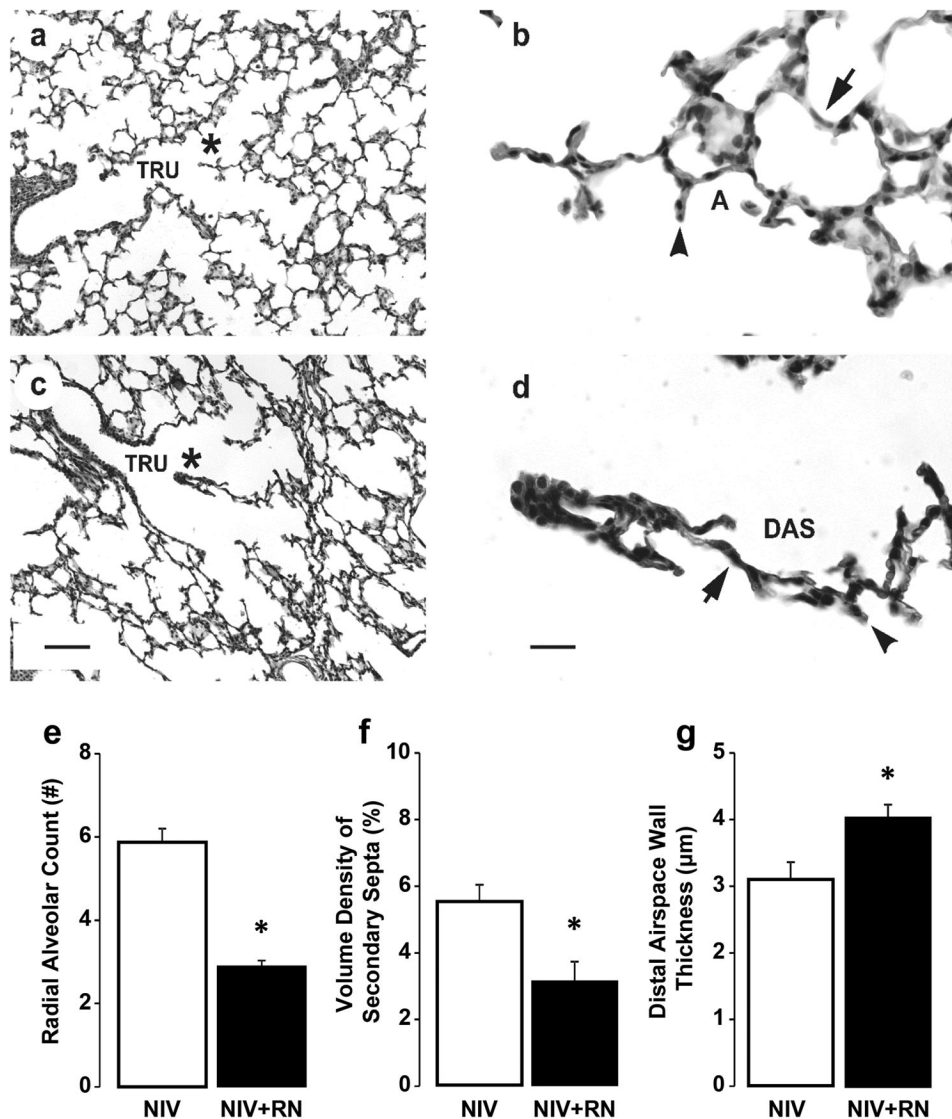 a
b
*
TRU
A
c
d
TRU
*
DAS
e
f
g
Radial Alveolar Count (#)
8
6
4
2
0
*
NIV
NIV+RN
Volume Density of
Secondary Septa (%)
10
8
6
4
2
0
*
NIV
NIV+RN
Distal Airspace Wall
Thickness (µm)
5
4
3
2
1
0
*
NIV
NIV+RN